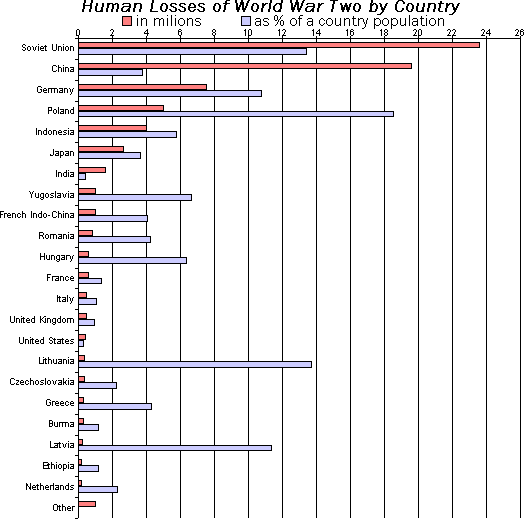 Human Losses of World War Two by Country
in milions as % of a country population
0 2 4 6 8 10 12 14 16 18 20 22 24 26
Soviet Union
China
Germany
Poland
Indonesia
Japan
India
Yugoslavia
French Indo-China
Romania
Hungary
France
Italy
United Kingdom
United States
Lithuania
Czechoslovakia
Greece
Burma
Latvia
Ethiopia
Netherlands
Other